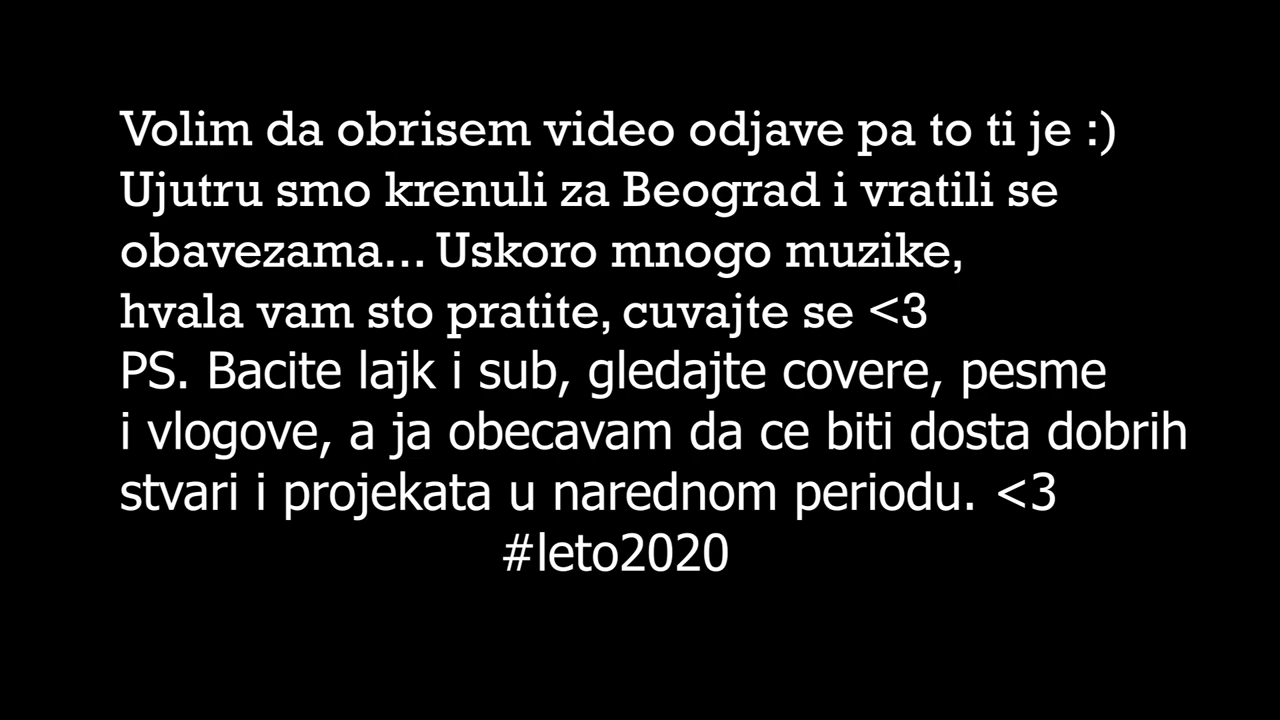 Volim da obrisem video odjave pa to ti je :)
Ujutru smo krenuli za Beograd i vratili se
obavezama... Uskoro mnogo muzike,
hvala vam sto pratite, cuvajte se <3
PS. Bacite lajk i sub, gledajte covere, pesme
i vlogove, a ja obecavam da ce biti dosta dobrih
stvari i projekata u narednom periodu. <3
#leto2020